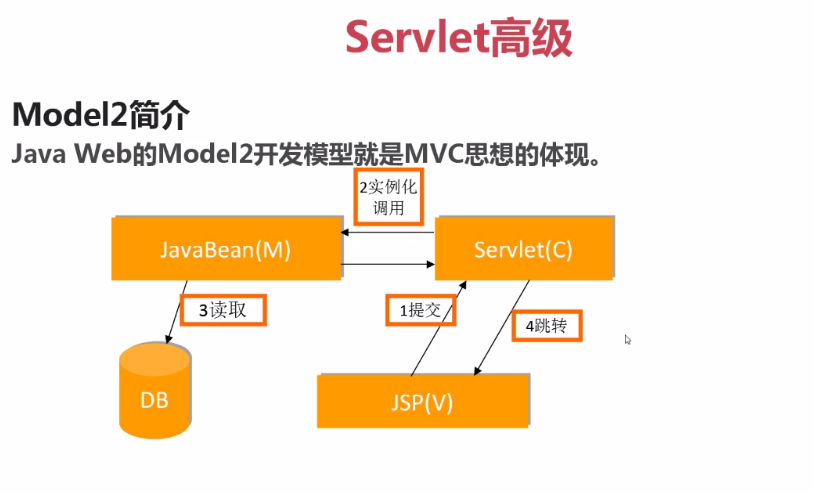 Servlet高级
Model2简介
Java Web的Model2开发模型就是MVC思想的体现。
2实例化
调用
JavaBean(M)
Servlet(C)
3读取
1提交
4跳转
DB
JSP(V)